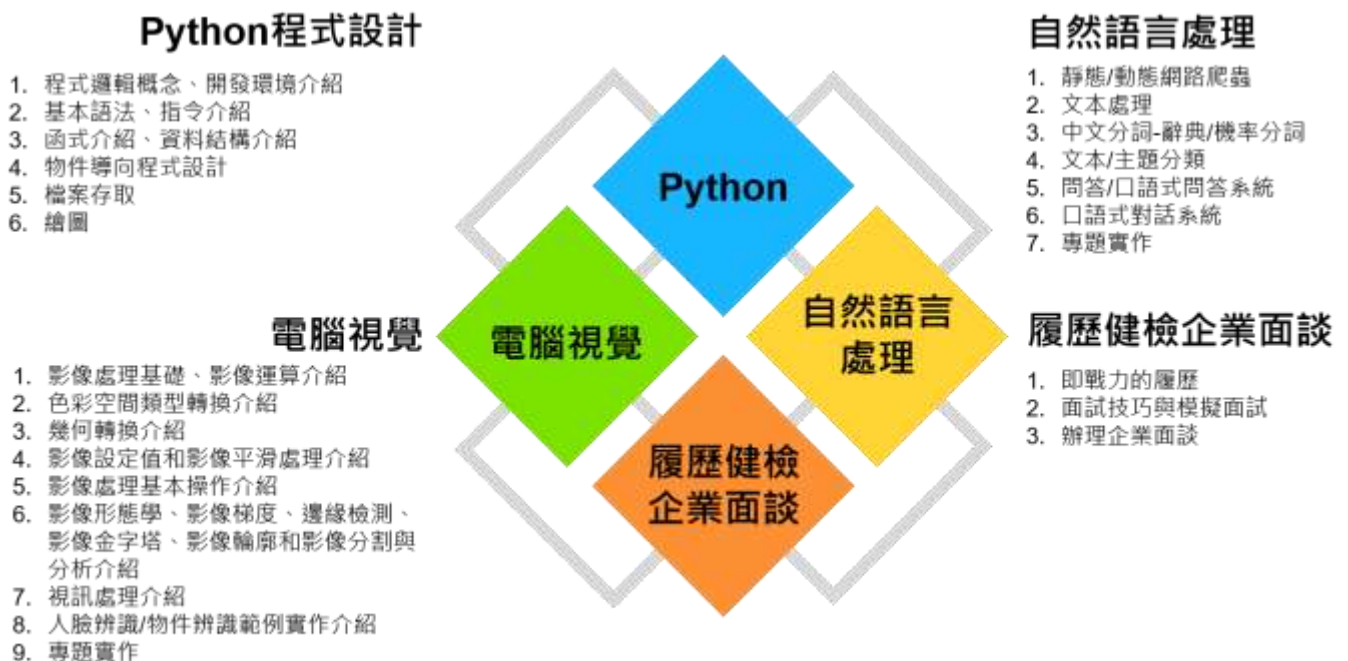 Python程式設計
1. 程式邏輯概念、開發環境介紹
2. 基本語法、指令介紹
3. 函式介紹、資料結構介紹
4. 物件導向程式設計
5. 檔案存取
6. 繪圖
自然語言處理
1. 靜態/動態網路爬蟲
2. 文本處理
3. 中文分詞-辭典/機率分詞
4. 文本/主題分類
5. 問答/口語式問答系統
6. 口語式對話系統
7. 專題實作
Python
電腦視覺
自然語言
處理
履歷健檢
企業面談
電腦視覺
1. 影像處理基礎、影像運算介紹
2. 色彩空間類型轉換介紹
3. 幾何轉換介紹
4. 影像設定值和影像平滑處理介紹
5. 影像處理基本操作介紹
6. 影像形態學、影像梯度、邊緣檢測、
影像金字塔、影像輪廓和影像分割與
分析介紹
7. 視訊處理介紹
8. 人臉辨識/物件辨識範例實作介紹
9. 專題實作
履歷健檢企業面談
1. 即戰力的履歷
2. 面試技巧與模擬面試
3. 辦理企業面談